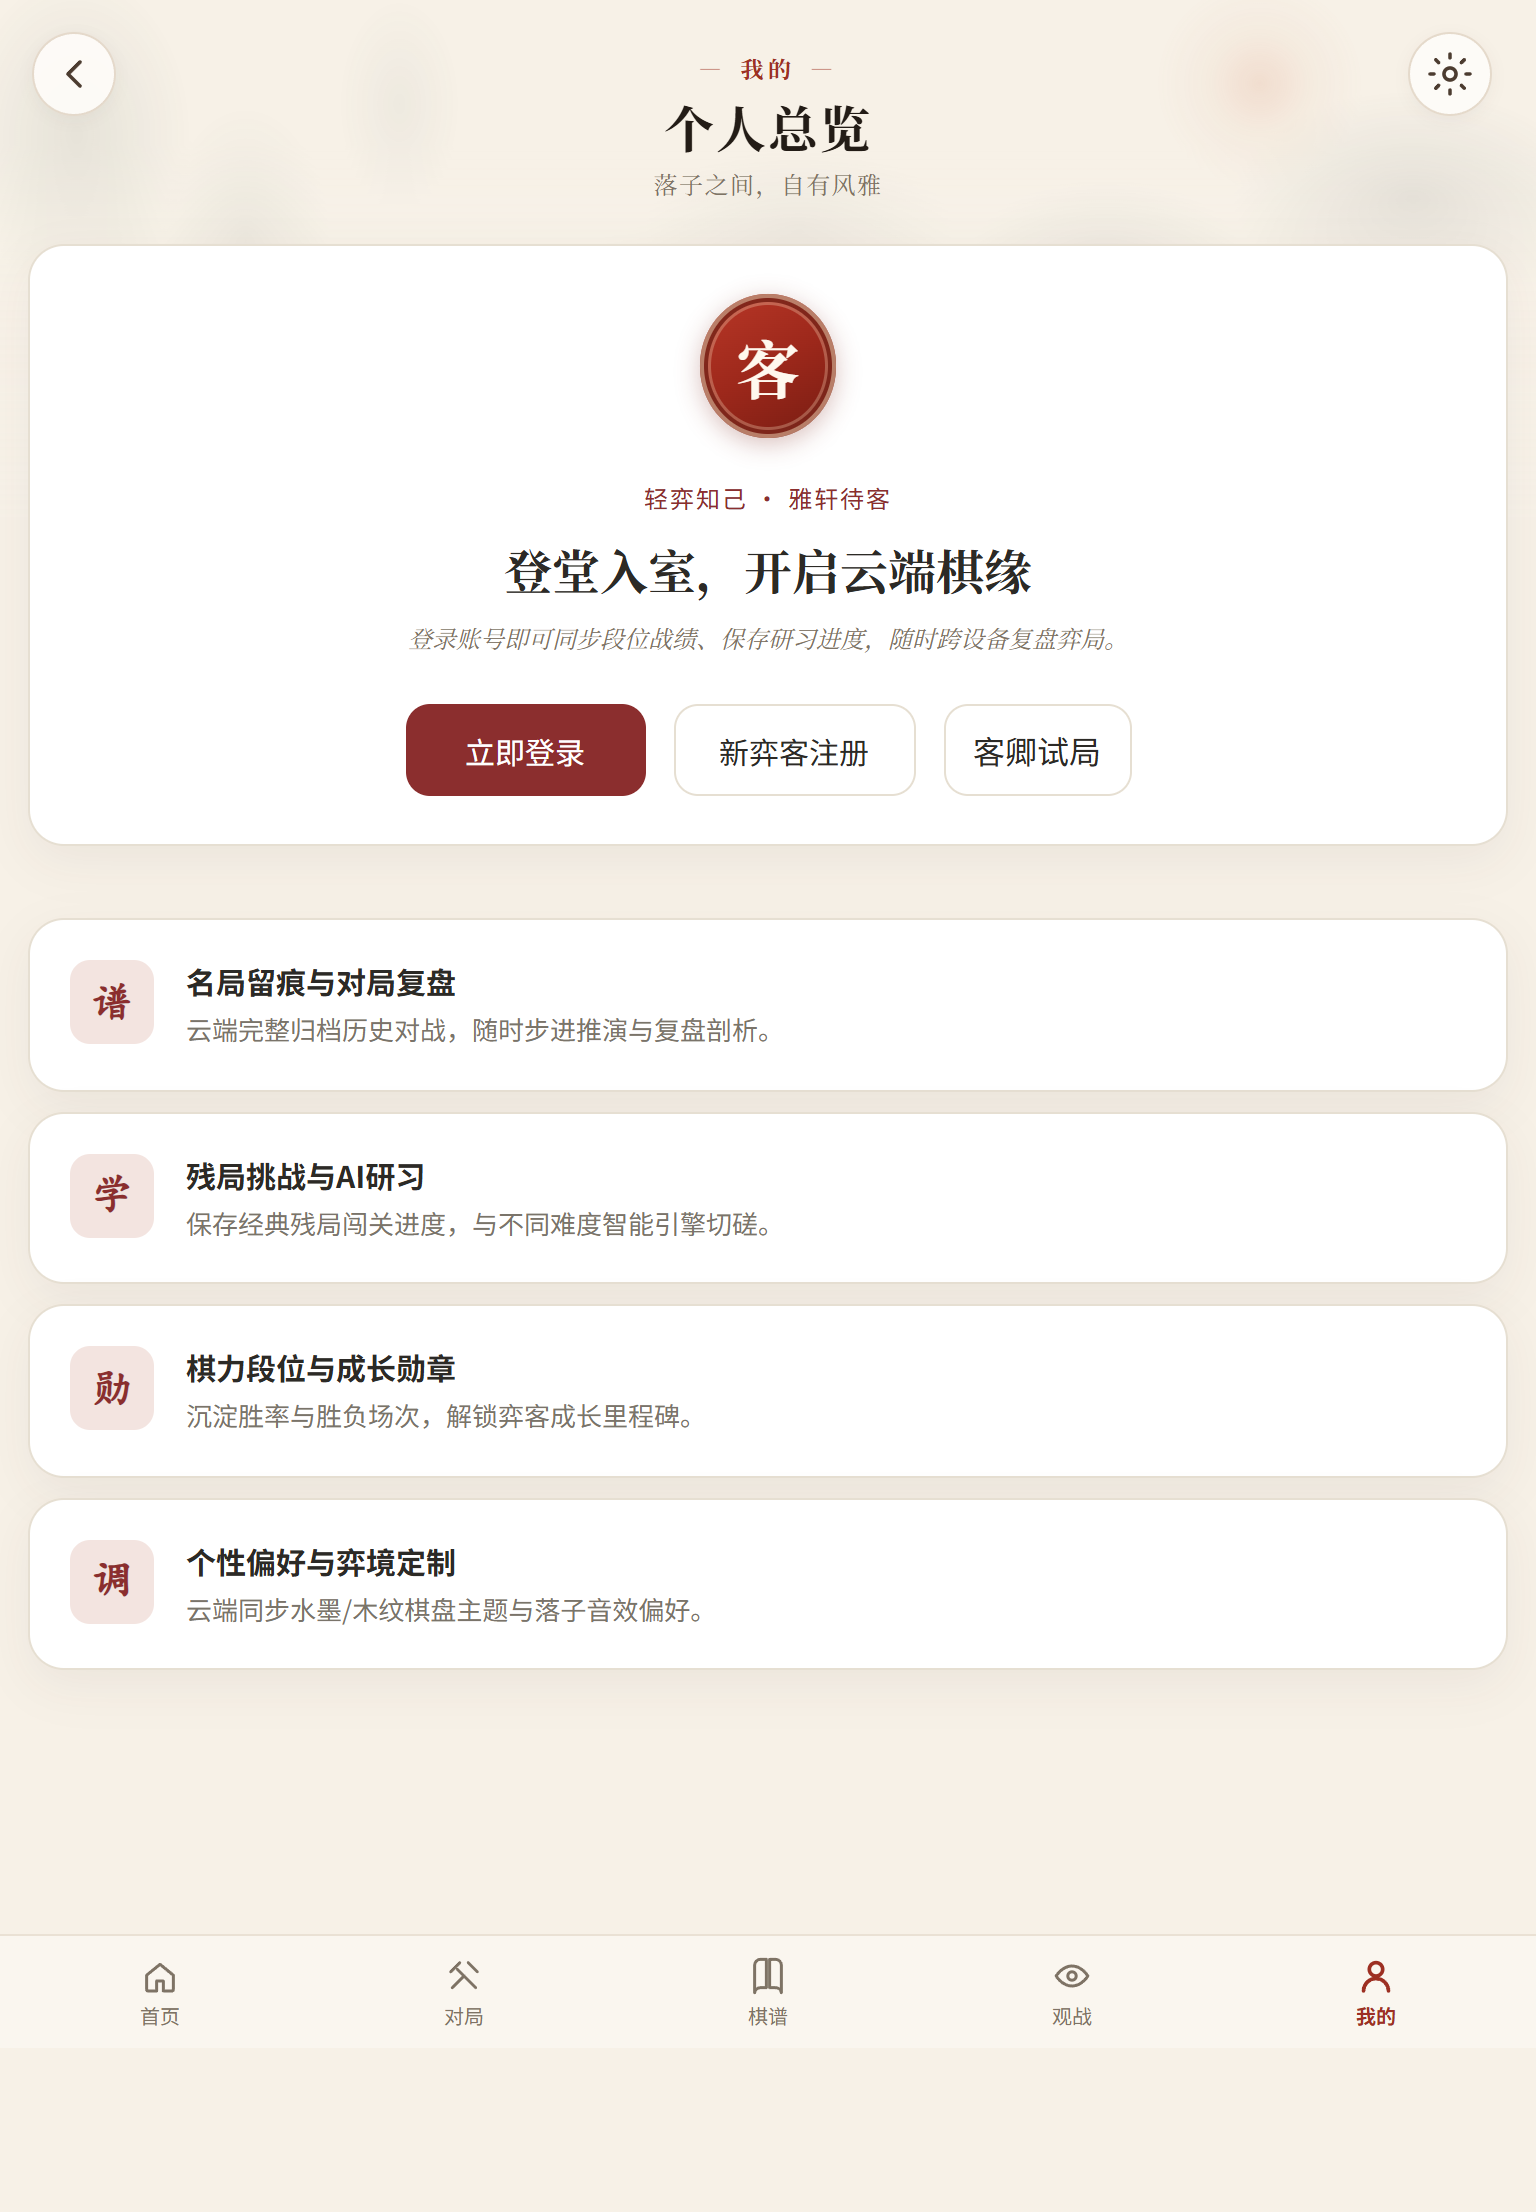 — 我的 —
个人总览
落子之间，自有风雅
客
轻弈知己 · 雅轩待客
登堂入室，开启云端棋缘
登录账号即可同步段位战绩、保存研习进度，随时跨设备复盘弈局。
立即登录 新弈客注册 客卿试局
谱
名局留痕与对局复盘
云端完整归档历史对战，随时步进推演与复盘剖析。
学
残局挑战与AI研习
保存经典残局闯关进度，与不同难度智能引擎切磋。
勋
棋力段位与成长勋章
沉淀胜率与胜负场次，解锁弈客成长里程碑。
调
个性偏好与弈境定制
云端同步水墨/木纹棋盘主题与落子音效偏好。
首页 对局 棋谱 观战 我的